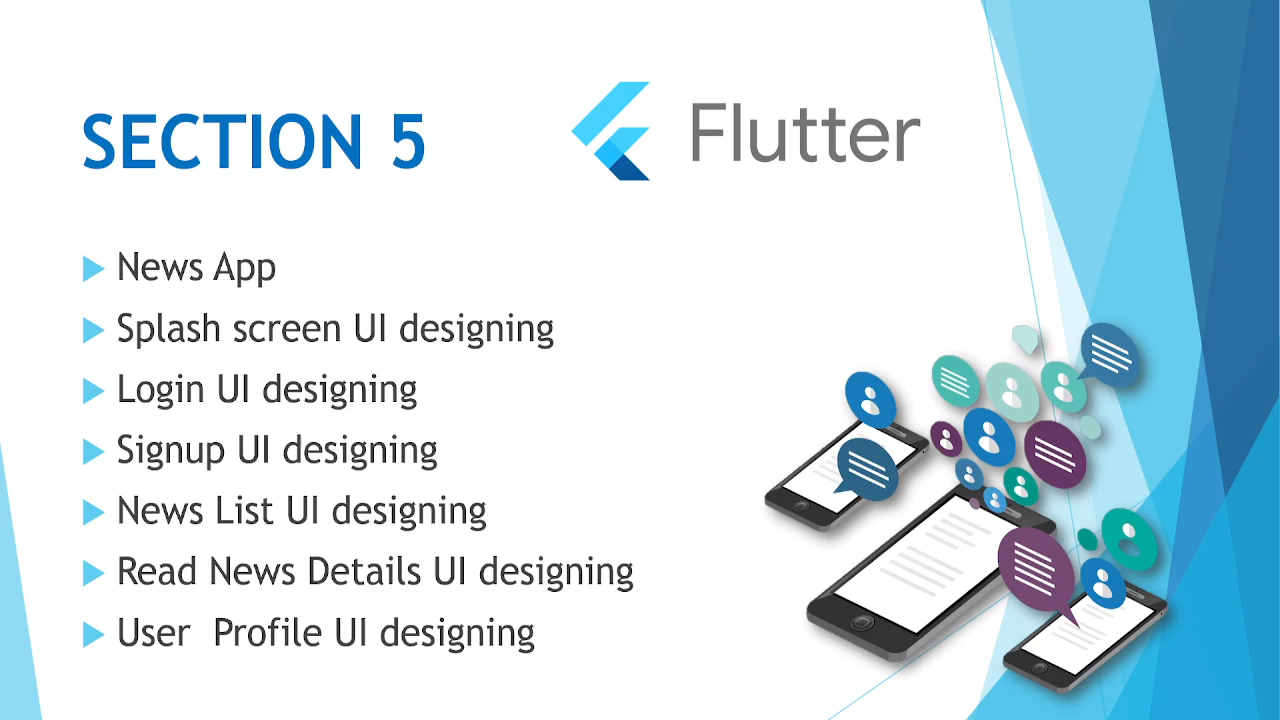 SECTION 5
Flutter
News App
Splash screen UI designing
Login UI designing
Signup UI designing
News List UI designing
Read News Details UI designing
User  Profile UI designing